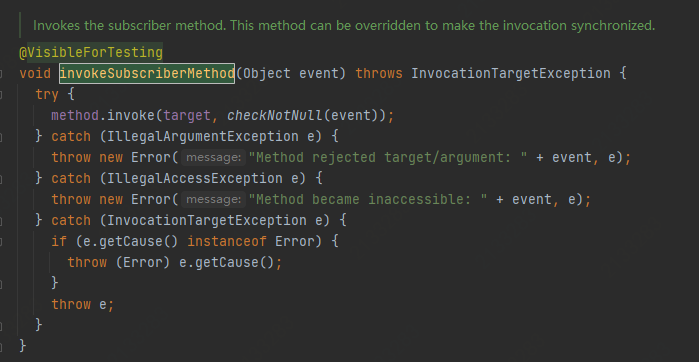 Invokes the subscriber method. This method can be overridden to make the invocation synchronized.
@VisibleForTesting
void invokeSubscriberMethod(Object event) throws InvocationTargetException {
try {
method.invoke(target, checkNotNull(event));
} catch (IllegalArgumentException e) {
throw new Error( message: "Method rejected target/argument: " + event, e);
} catch (IllegalAccessException e) {
throw new Error( message: "Method became inaccessible: " + event, e);
} catch (InvocationTargetException e) {
if (e.getCause() instanceof Error) {
throw (Error) e.getCause();
}
throw e;
}
}